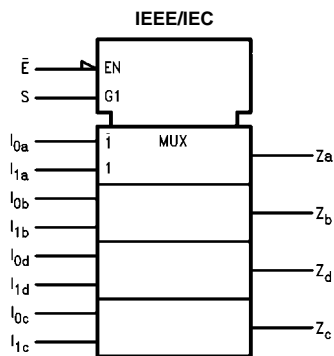 IEEE/IEC
Ē EN
S G1
I0a 1̄ MUX
Za
I1a 1
I0b
Zb
I1b
I0d
Zd
I1d
I0c
Zc
I1c